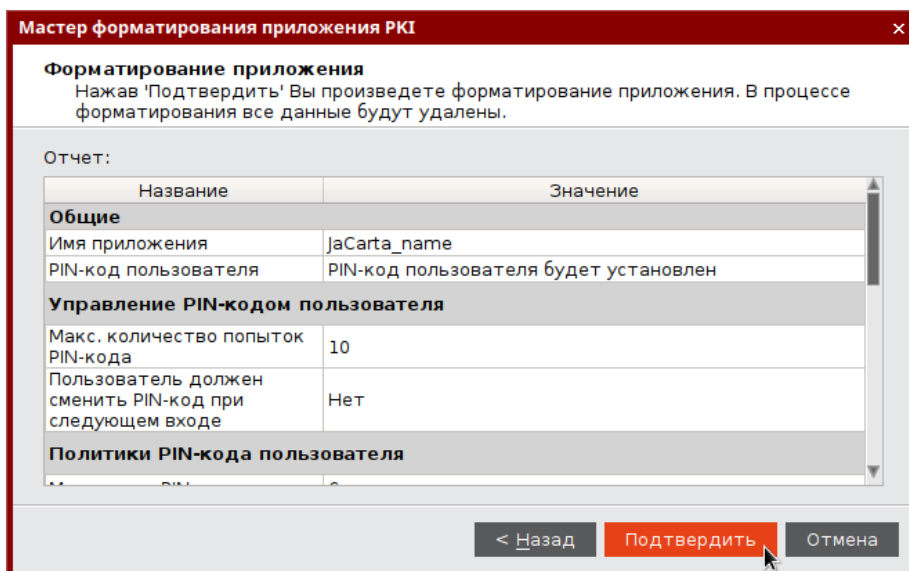 Мастер форматирования приложения PKI
Форматирование приложения
Нажав 'Подтвердить' Вы произведете форматирование приложения. В процессе
форматирования все данные будут удалены.
Отчет:
Название Значение
Общие
Имя приложения JaCarta_name
PIN-код пользователя PIN-код пользователя будет установлен
Управление PIN-кодом пользователя
Макс. количество попыток
PIN-кода
10
Пользователь должен
сменить PIN-код при
следующем входе
Нет
Политики PIN-кода пользователя
< Назад Подтвердить Отмена